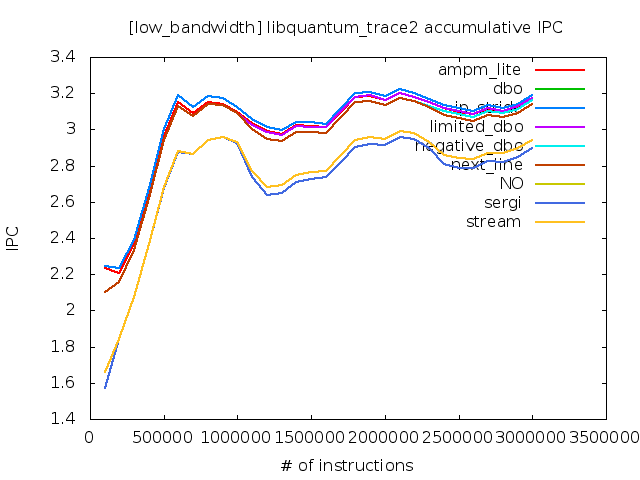 [low_bandwidth] libquantum_trace2 accumulative IPC
3.4
3.2
3
2.8
2.6
2.4
2.2
2
1.8
1.6
1.4
IPC
ampm_lite
dbo
ip_stride
limited_dbo
negative_dbo
next_line
NO
sergi
stream
0 500000 1000000 1500000 2000000 2500000 3000000 3500000
# of instructions